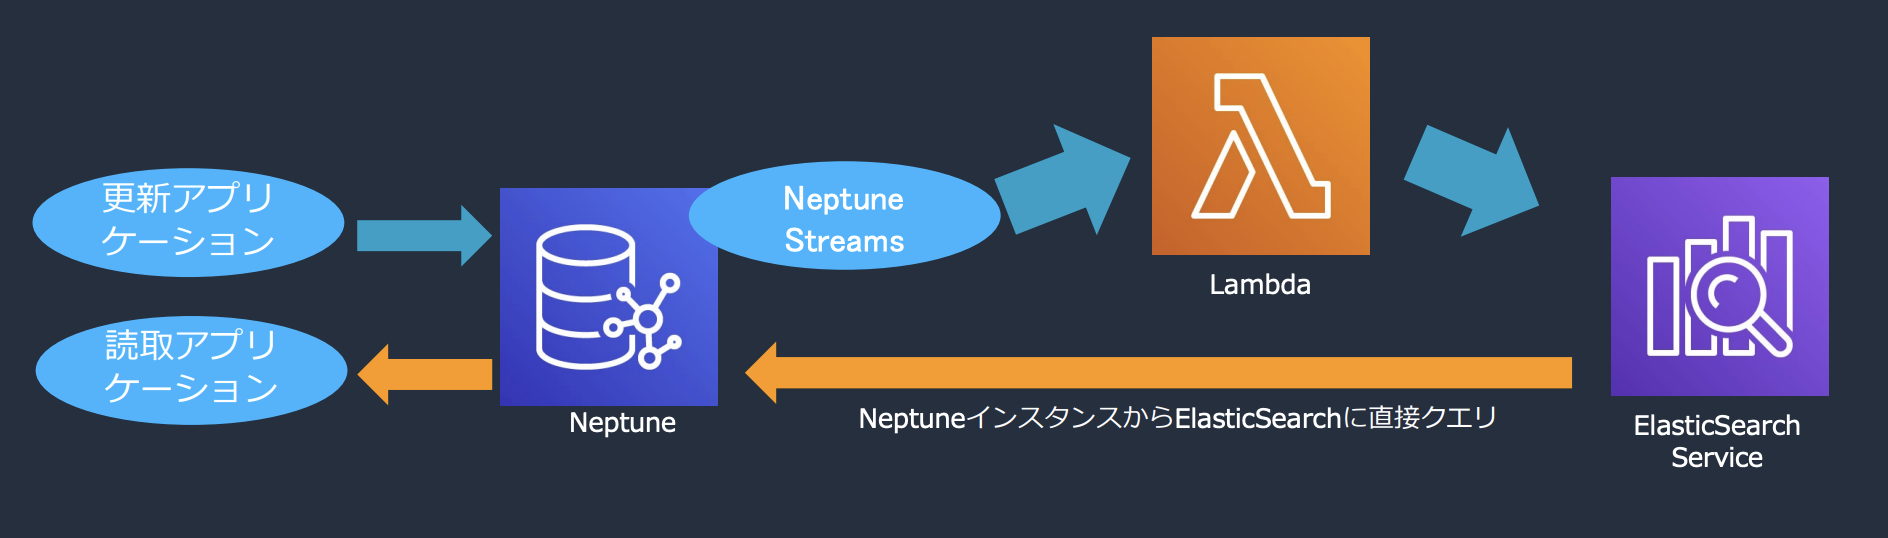 更新アプリ
ケーション
読取アプリ
ケーション
Neptune
Neptune
Streams
Lambda
NeptuneインスタンスからElasticSearchに直接クエリ
ElasticSearch
Service